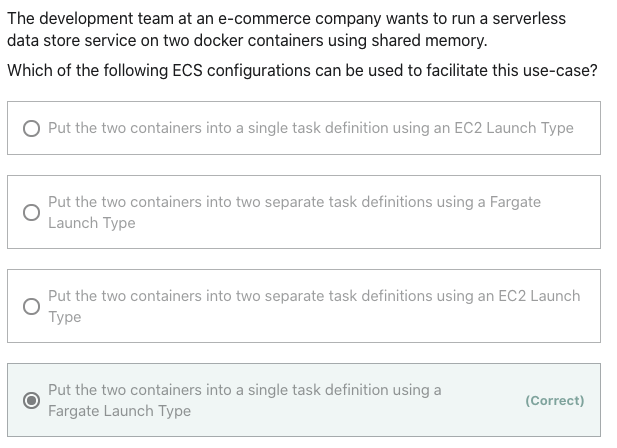 The development team at an e-commerce company wants to run a serverless
data store service on two docker containers using shared memory.
Which of the following ECS configurations can be used to facilitate this use-case?
Put the two containers into a single task definition using an EC2 Launch Type
Put the two containers into two separate task definitions using a Fargate
Launch Type
Put the two containers into two separate task definitions using an EC2 Launch
Type
Put the two containers into a single task definition using a
Fargate Launch Type
(Correct)